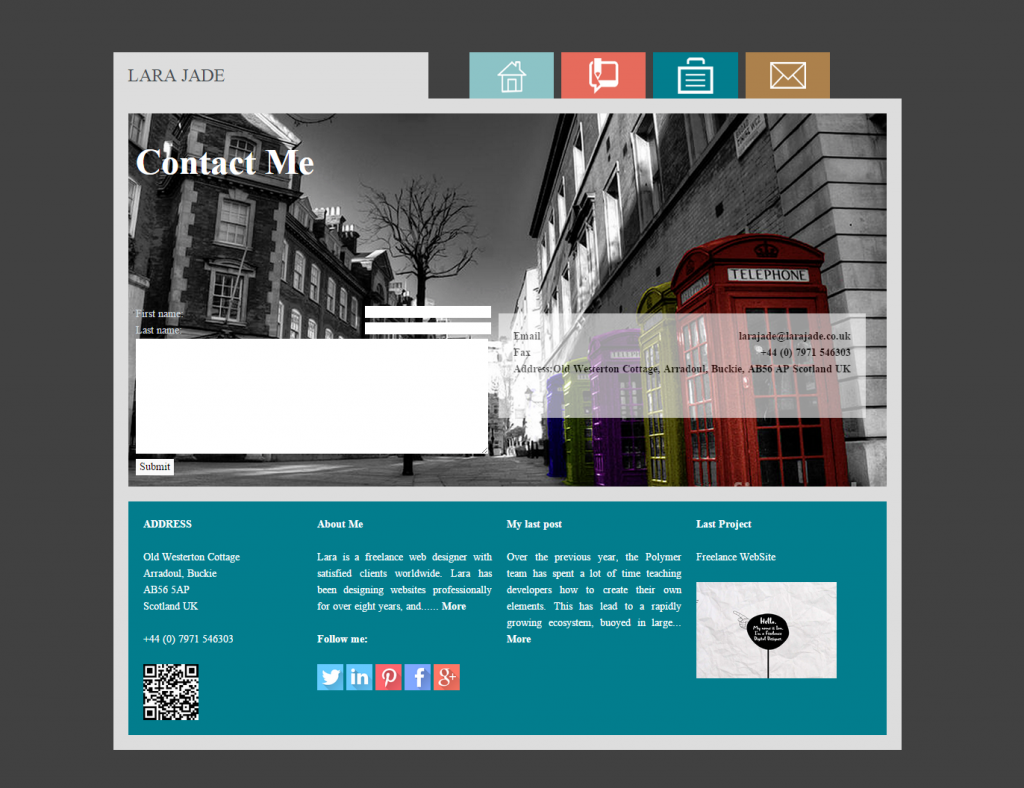 LARA JADE
Contact Me
TELEPHONE
First name:
Last name:
Submit
Email larajade@larajade.co.uk
Fax +44 (0) 7971 546303
Address:Old Westerton Cottage, Arradoul, Buckie, AB56 AP Scotland UK
ADDRESS
Old Westerton Cottage
Arradoul, Buckie
AB56 5AP
Scotland UK
+44 (0) 7971 546303
About Me
Lara is a freelance web designer with
satisfied clients worldwide. Lara has
been designing websites professionally
for over eight years, and...... More
Follow me:
in
f
g+
My last post
Over the previous year, the Polymer
team has spent a lot of time teaching
developers how to create their own
elements. This has lead to a rapidly
growing ecosystem, buoyed in large...
More
Last Project
Freelance WebSite
Hello.
My name is
I'm a Freelance
Digital Designer